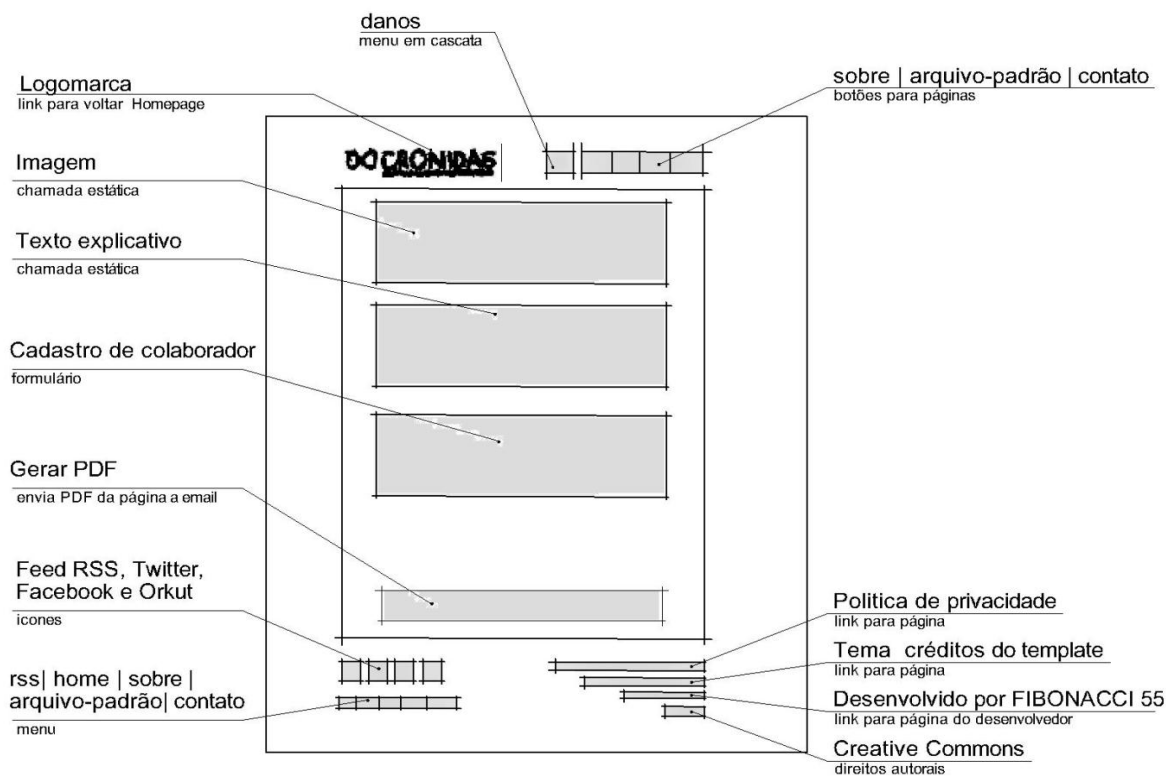 danos
menu em cascata
Logomarca
link para voltar Homepage
sobre | arquivo-padrão | contato
botões para páginas
CRONIDAS
Imagem
chamada estática
Texto explicativo
chamada estática
Cadastro de colaborador
formulário
Gerar PDF
envia PDF da página a email
Feed RSS, Twitter,
Facebook e Orkut
icones
rss| home | sobre |
arquivo-padrão| contato
menu
Politica de privacidade
link para página
Tema créditos do template
link para página
Desenvolvido por FIBONACCI 55
link para página do desenvolvedor
Creative Commons
direitos autorais